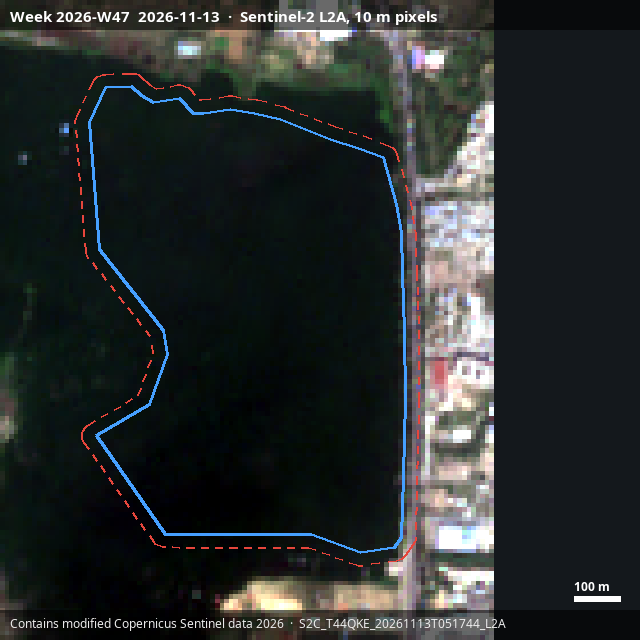 Week 2026-W47  2026-11-13  ·  Sentinel-2 L2A, 10 m pixels
100 m
Contains modified Copernicus Sentinel data 2026  ·  S2C_T44QKE_20261113T051744_L2A